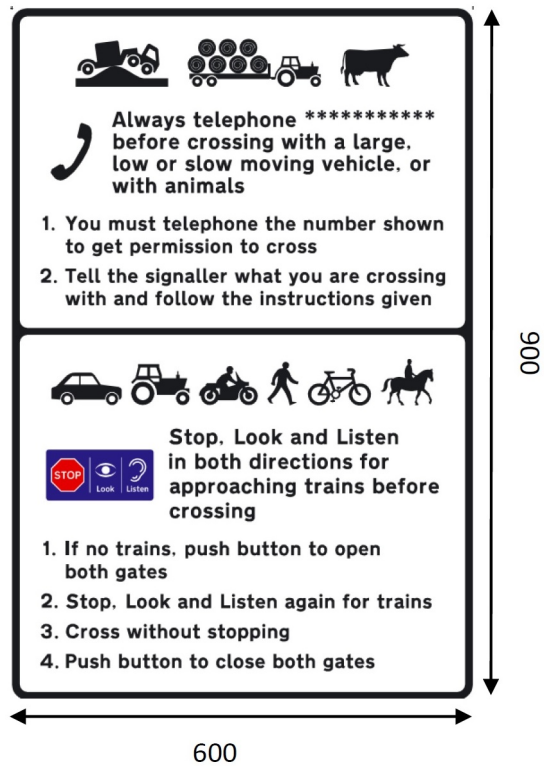 Always telephone ***********
before crossing with a large,
low or slow moving vehicle, or
with animals
1. You must telephone the number shown
to get permission to cross
2. Tell the signaller what you are crossing
with and follow the instructions given
Stop, Look and Listen
in both directions for
approaching trains before
crossing
STOP
Look
Listen
1. If no trains, push button to open
both gates
2. Stop, Look and Listen again for trains
3. Cross without stopping
4. Push button to close both gates
900
600